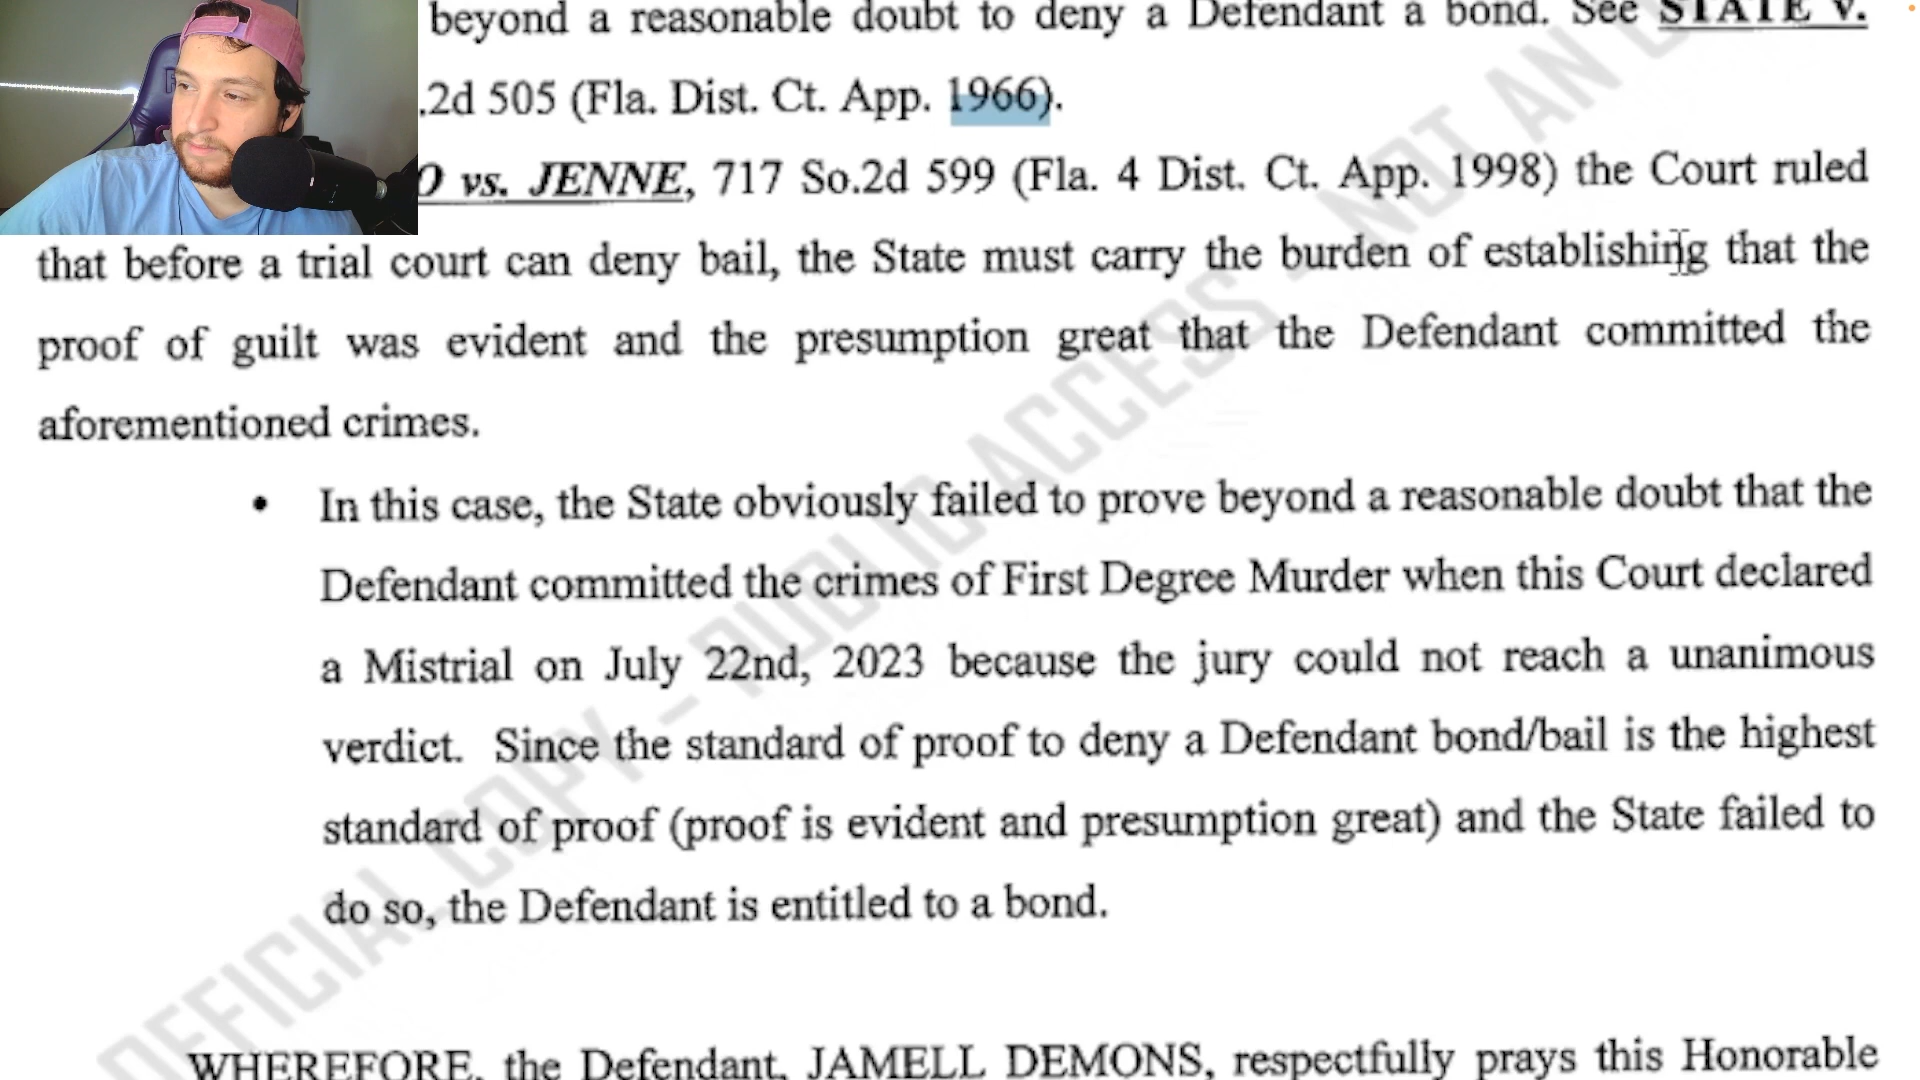 beyond a reasonable doubt to deny a Defendant a bond. See STATE v.
.2d 505 (Fla. Dist. Ct. App. 1966).
O vs. JENNE, 717 So.2d 599 (Fla. 4 Dist. Ct. App. 1998) the Court ruled
that before a trial court can deny bail, the State must carry the burden of establishing that the
proof of guilt was evident and the presumption great that the Defendant committed the
aforementioned crimes.
• In this case, the State obviously failed to prove beyond a reasonable doubt that the
Defendant committed the crimes of First Degree Murder when this Court declared
a Mistrial on July 22nd, 2023 because the jury could not reach a unanimous
verdict. Since the standard of proof to deny a Defendant bond/bail is the highest
standard of proof (proof is evident and presumption great) and the State failed to
do so, the Defendant is entitled to a bond.
WHEREFORE, the Defendant, JAMELL DEMONS, respectfully prays this Honorable
OFFICIAL COPY - PUBLIC ACCESS - NOT AN O